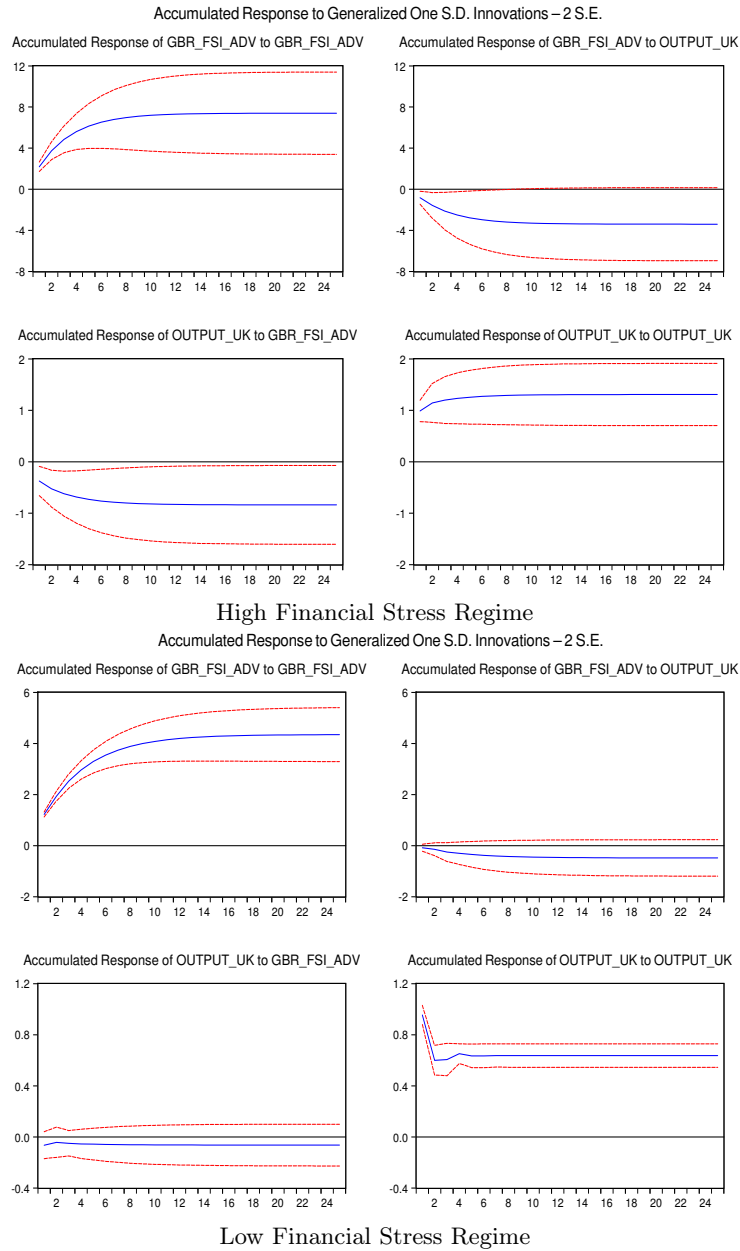 Accumulated Response to Generalized One S.D. Innovations – 2 S.E.
Accumulated Response of GBR_FSI_ADV to GBR_FSI_ADV
12
8
4
0
-4
-8
2 4 6 8 10 12 14 16 18 20 22 24
Accumulated Response of GBR_FSI_ADV to OUTPUT_UK
12
8
4
0
-4
-8
2 4 6 8 10 12 14 16 18 20 22 24
Accumulated Response of OUTPUT_UK to GBR_FSI_ADV
2
1
0
-1
-2
2 4 6 8 10 12 14 16 18 20 22 24
Accumulated Response of OUTPUT_UK to OUTPUT_UK
2
1
0
-1
-2
2 4 6 8 10 12 14 16 18 20 22 24
High Financial Stress Regime
Accumulated Response to Generalized One S.D. Innovations – 2 S.E.
Accumulated Response of GBR_FSI_ADV to GBR_FSI_ADV
6
4
2
0
-2
2 4 6 8 10 12 14 16 18 20 22 24
Accumulated Response of GBR_FSI_ADV to OUTPUT_UK
6
4
2
0
-2
2 4 6 8 10 12 14 16 18 20 22 24
Accumulated Response of OUTPUT_UK to GBR_FSI_ADV
1.2
0.8
0.4
0.0
-0.4
2 4 6 8 10 12 14 16 18 20 22 24
Accumulated Response of OUTPUT_UK to OUTPUT_UK
1.2
0.8
0.4
0.0
-0.4
2 4 6 8 10 12 14 16 18 20 22 24
Low Financial Stress Regime